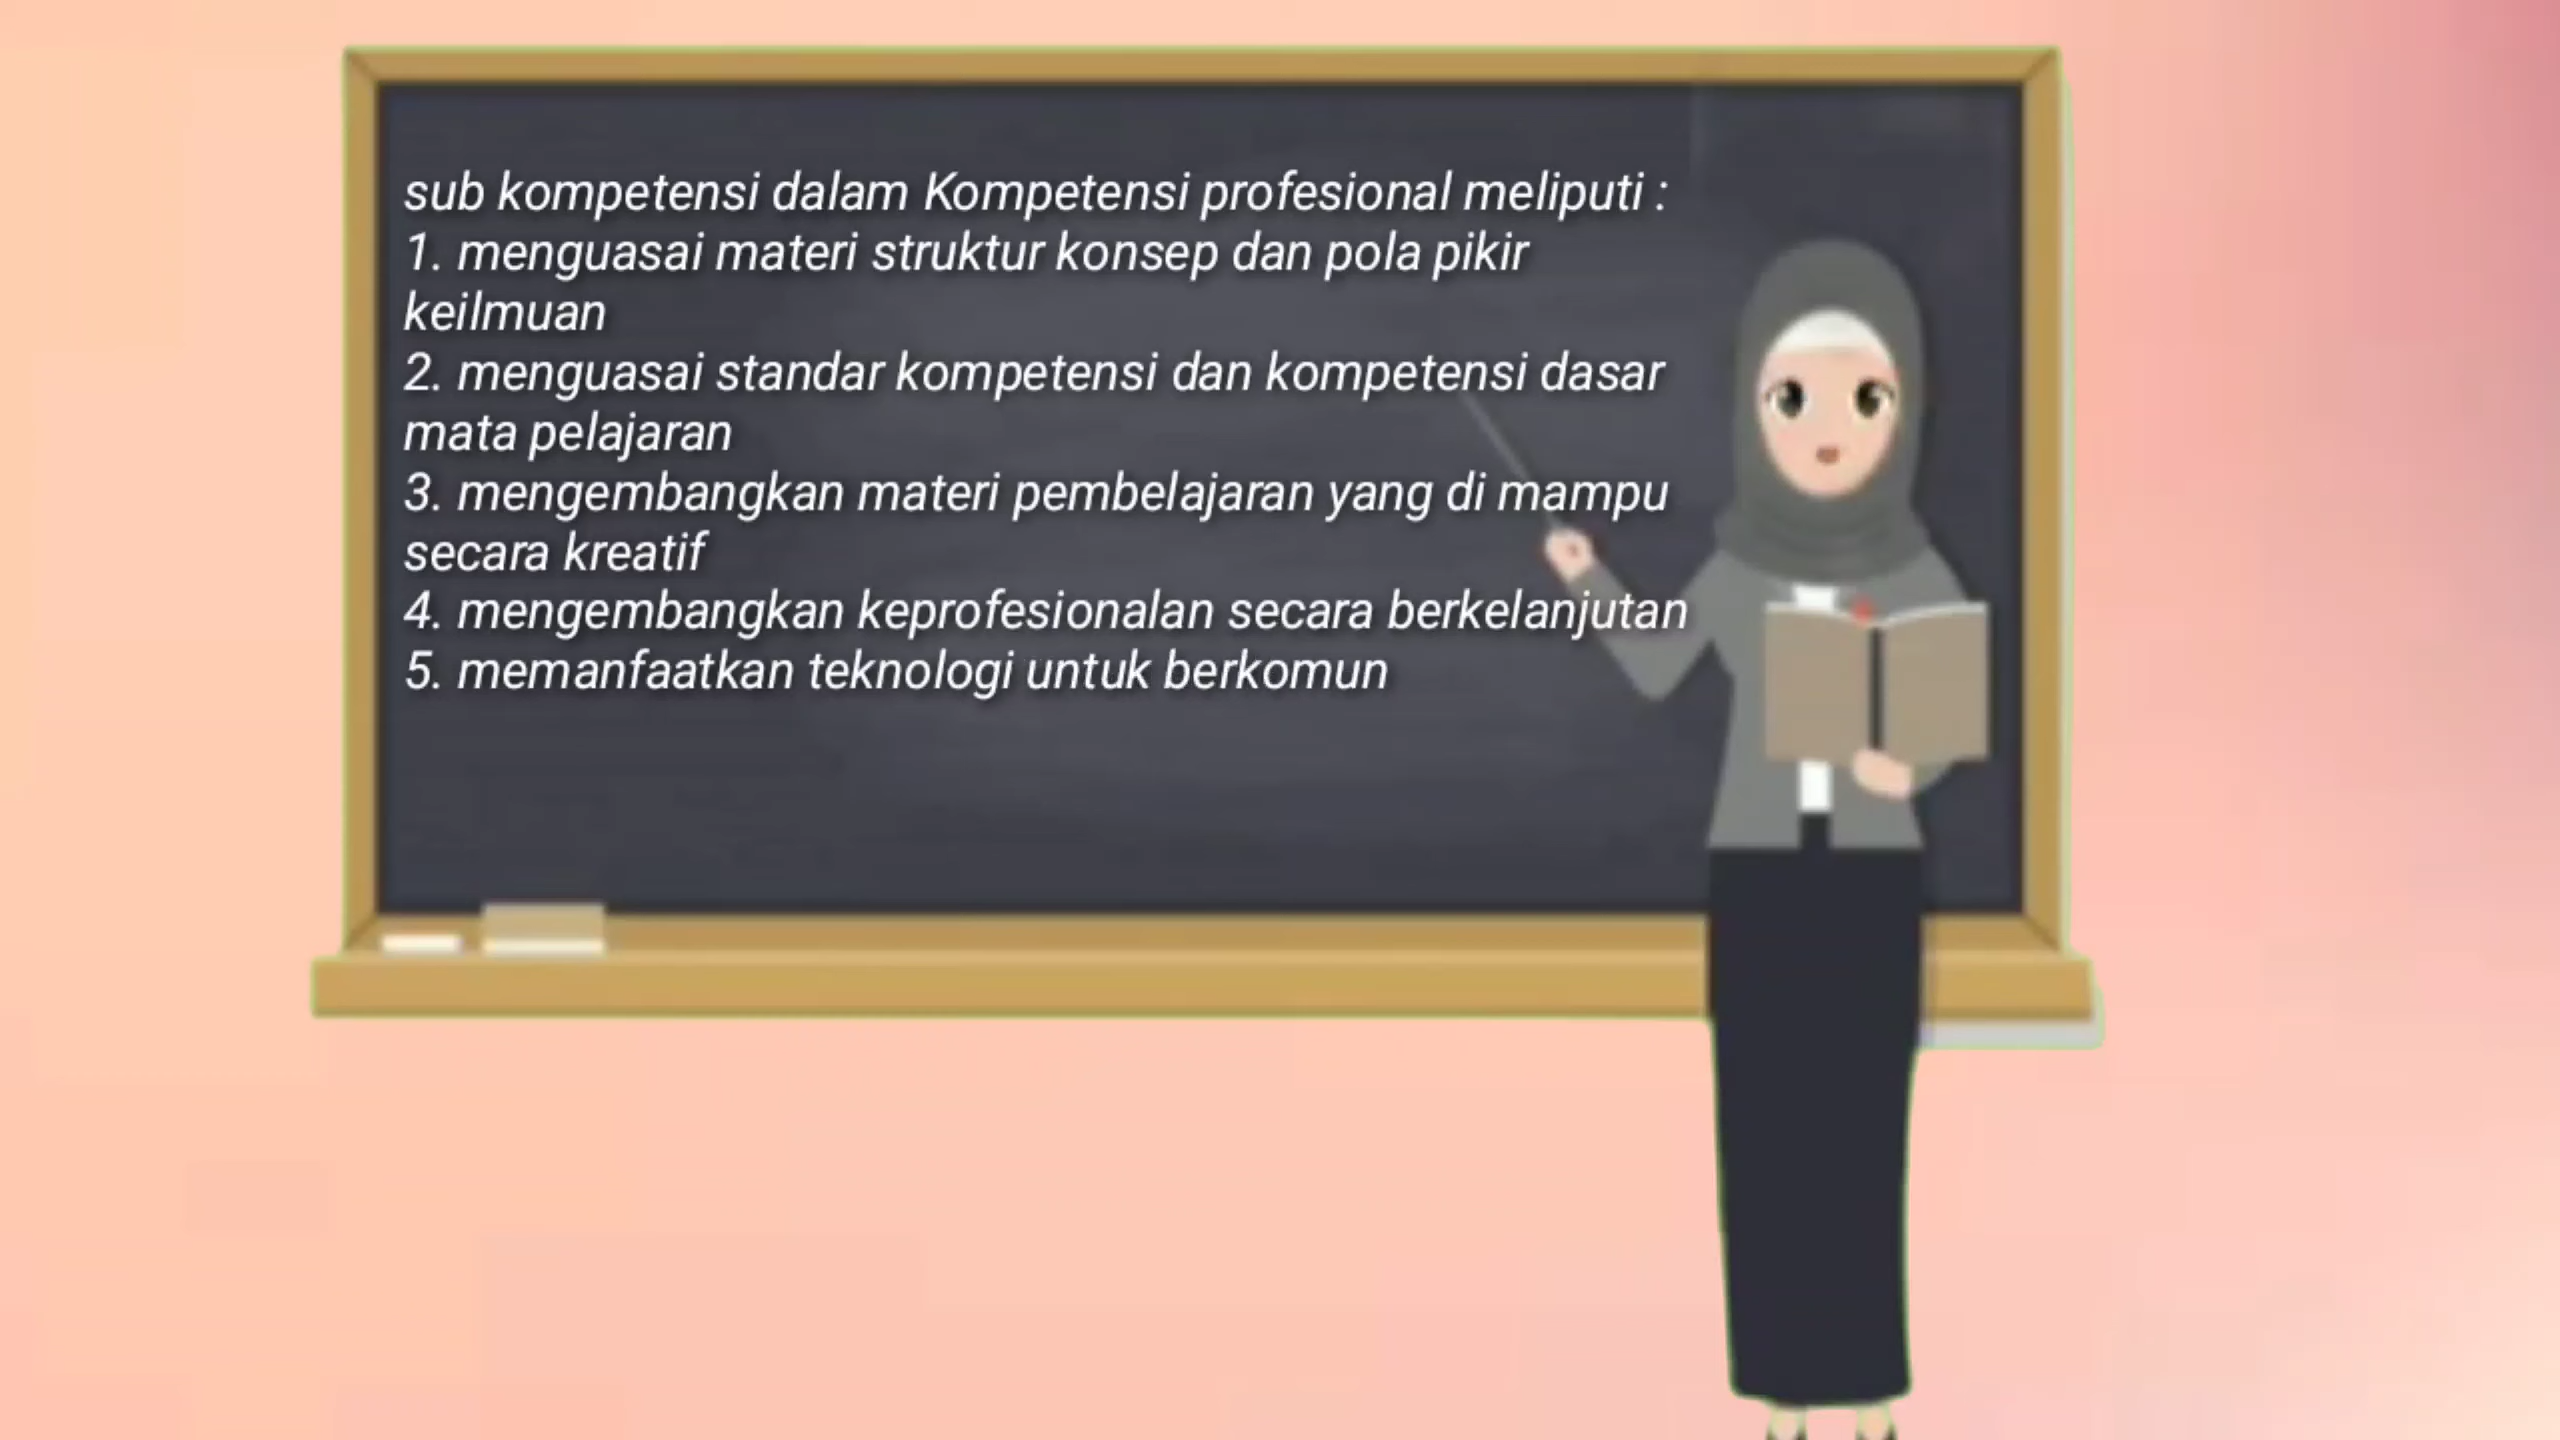 sub kompetensi dalam Kompetensi profesional meliputi :
1. menguasai materi struktur konsep dan pola pikir
keilmuan
2. menguasai standar kompetensi dan kompetensi dasar
mata pelajaran
3. mengembangkan materi pembelajaran yang di mampu
secara kreatif
4. mengembangkan keprofesionalan secara berkelanjutan
5. memanfaatkan teknologi untuk berkomun